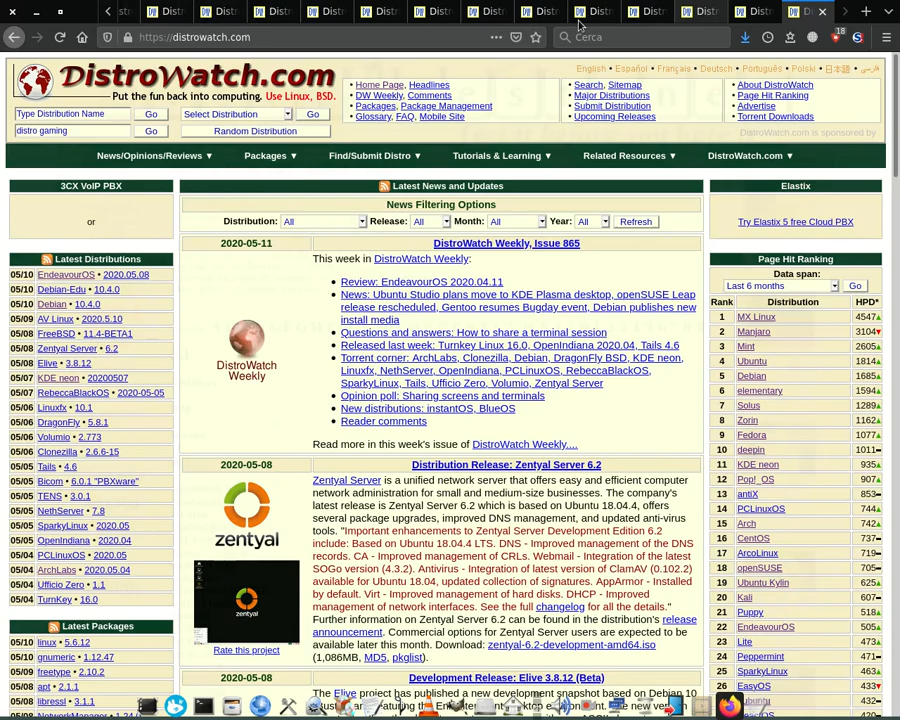 Distro
Distro
Distro
Distro
Distro
Distro
Distro
Distro
Distro
Distro
Distro
Distro
https://distrowatch.com
Cerca
18
DistroWatch.com
Put the fun back into computing. Use Linux, BSD.
English • Español • Français • Deutsch • Português • Polski • 日本語 • فارسی
Type Distribution Name Go Select Distribution Go
distro gaming Go Random Distribution
• Home Page, Headlines
• DW Weekly, Comments
• Packages, Package Management
• Glossary, FAQ, Mobile Site
• Search, Sitemap
• Major Distributions
• Submit Distribution
• Upcoming Releases
• About DistroWatch
• Page Hit Ranking
• Advertise
• Torrent Downloads
DistroWatch.com is sponsored by
News/Opinions/Reviews ▼ Packages ▼ Find/Submit Distro ▼ Tutorials & Learning ▼ Related Resources ▼ DistroWatch.com ▼
3CX VoIP PBX
or
Latest Distributions
05/10 EndeavourOS • 2020.05.08
05/10 Debian-Edu • 10.4.0
05/10 Debian • 10.4.0
05/09 AV Linux • 2020.5.10
05/08 FreeBSD • 11.4-BETA1
05/08 Zentyal Server • 6.2
05/08 Elive • 3.8.12
05/07 KDE neon • 20200507
05/07 RebeccaBlackOS • 2020-05-05
05/06 Linuxfx • 10.1
05/06 DragonFly • 5.8.1
05/06 Volumio • 2.773
05/06 Clonezilla • 2.6.6-15
05/05 Tails • 4.6
05/05 Bicom • 6.0.1 "PBXware"
05/05 TENS • 3.0.1
05/05 NethServer • 7.8
05/05 SparkyLinux • 2020.05
05/05 OpenIndiana • 2020.04
05/04 PCLinuxOS • 2020.05
05/04 ArchLabs • 2020.05.04
05/04 Ufficio Zero • 1.1
05/04 TurnKey • 16.0
Latest Packages
05/10 linux • 5.6.12
05/10 gnumeric • 1.12.47
05/09 freetype • 2.10.2
05/08 apt • 2.1.1
05/08 libressl • 3.1.1
Latest News and Updates
News Filtering Options
Distribution: All Release: All Month: All Year: All Refresh
2020-05-11 DistroWatch Weekly, Issue 865
DistroWatch
Weekly
This week in DistroWatch Weekly:
• Review: EndeavourOS 2020.04.11
• News: Ubuntu Studio plans move to KDE Plasma desktop, openSUSE Leap
release rescheduled, Gentoo resumes Bugday event, Debian publishes new
install media
• Questions and answers: How to share a terminal session
• Released last week: Turnkey Linux 16.0, OpenIndiana 2020.04, Tails 4.6
• Torrent corner: ArchLabs, Clonezilla, Debian, DragonFly BSD, KDE neon,
Linuxfx, NethServer, OpenIndiana, PCLinuxOS, RebeccaBlackOS,
SparkyLinux, Tails, Ufficio Zero, Volumio, Zentyal Server
• Opinion poll: Sharing screens and terminals
• New distributions: instantOS, BlueOS
• Reader comments
Read more in this week's issue of DistroWatch Weekly....
2020-05-08 Distribution Release: Zentyal Server 6.2
zentyal
zentyal
Rate this project
Zentyal Server is a unified network server that offers easy and efficient computer
network administration for small and medium-size businesses. The company's
latest release is Zentyal Server 6.2 which is based on Ubuntu 18.04.4, offers
several package upgrades, improved DNS management, and updated anti-virus
tools. "Important enhancements to Zentyal Server Development Edition 6.2
include: Based on Ubuntu 18.04.4 LTS. DNS - Improved management of the DNS
records. CA - Improved management of CRLs. Webmail - Integration of the latest
SOGo version (4.3.2). Antivirus - Integration of latest version of ClamAV (0.102.2)
available for Ubuntu 18.04, updated collection of signatures. AppArmor - Installed
by default. Virt - Improved management of hard disks. DHCP - Improved
management of network interfaces. See the full changelog for all the details."
Further information on Zentyal Server 6.2 can be found in the distribution's release
announcement. Commercial options for Zentyal Server users are expected to be
available later this month. Download: zentyal-6.2-development-amd64.iso
(1,086MB, MD5, pkglist).
2020-05-08 Development Release: Elive 3.8.12 (Beta)
The Elive project has published a new development snapshot based on Debian 10
Elastix
Try Elastix 5 free Cloud PBX
Page Hit Ranking
Data span:
Last 6 months Go
Rank Distribution HPD*
1 MX Linux 4547
2 Manjaro 3104
3 Mint 2605
4 Ubuntu 1814
5 Debian 1685
6 elementary 1594
7 Solus 1289
8 Zorin 1162
9 Fedora 1077
10 deepin 1011
11 KDE neon 935
12 Pop!_OS 907
13 antiX 853
14 PCLinuxOS 744
15 Arch 742
16 CentOS 737
17 ArcoLinux 719
18 openSUSE 705
19 Ubuntu Kylin 625
20 Kali 607
21 Puppy 518
22 EndeavourOS 505
23 Lite 473
24 Peppermint 471
25 SparkyLinux 463
26 EasyOS 433